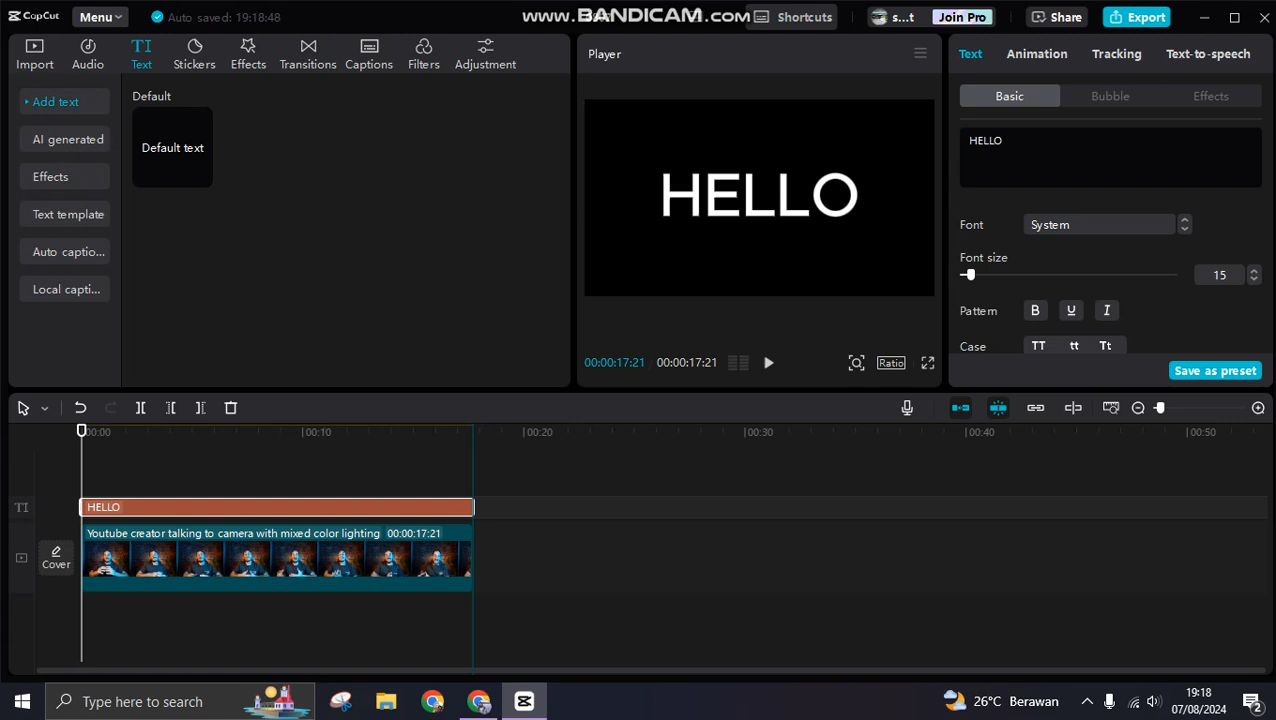 CapCut
Menu
Auto saved: 19:18:48
www.BANDICAM.com
Shortcuts
s...t
Join Pro
Share
Export
Import
Audio
TI
Text
Stickers
Effects
Transitions
Captions
Filters
Adjustment
Add text
AI generated
Effects
Text template
Auto captio...
Local capti...
Default
Default text
Player
HELLO
00:00:17:21
00:00:17:21
Ratio
Text
Animation
Tracking
Text-to-speech
Basic
Bubble
Effects
HELLO
Font
System
Font size
15
Pattern
B
U
I
Case
TT
tt
Tt
Save as preset
00:00
00:10
00:20
00:30
00:40
00:50
TI
HELLO
Cover
Youtube creator talking to camera with mixed color lighting 00:00:17:21
Type here to search
26°C Berawan
19:18
07/08/2024
2